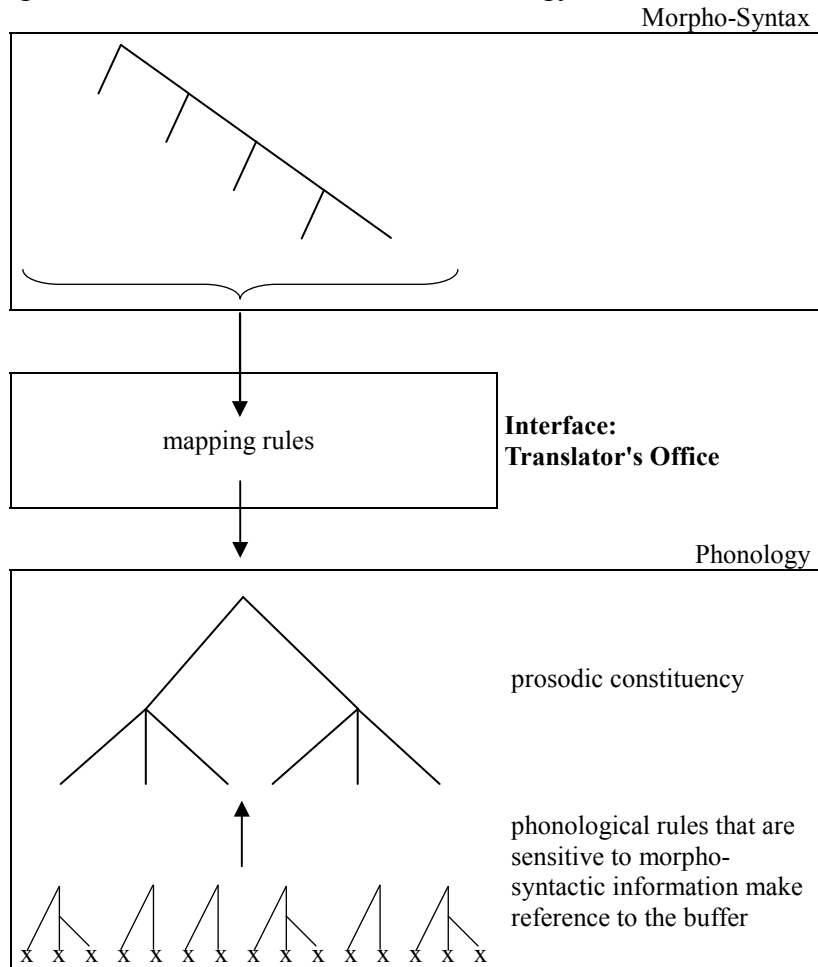 Morpho-Syntax
mapping rules
Interface:
Translator's Office
Phonology
prosodic constituency
phonological rules that are
sensitive to morpho-
syntactic information make
reference to the buffer
x x x x x x x x x x x x x x x